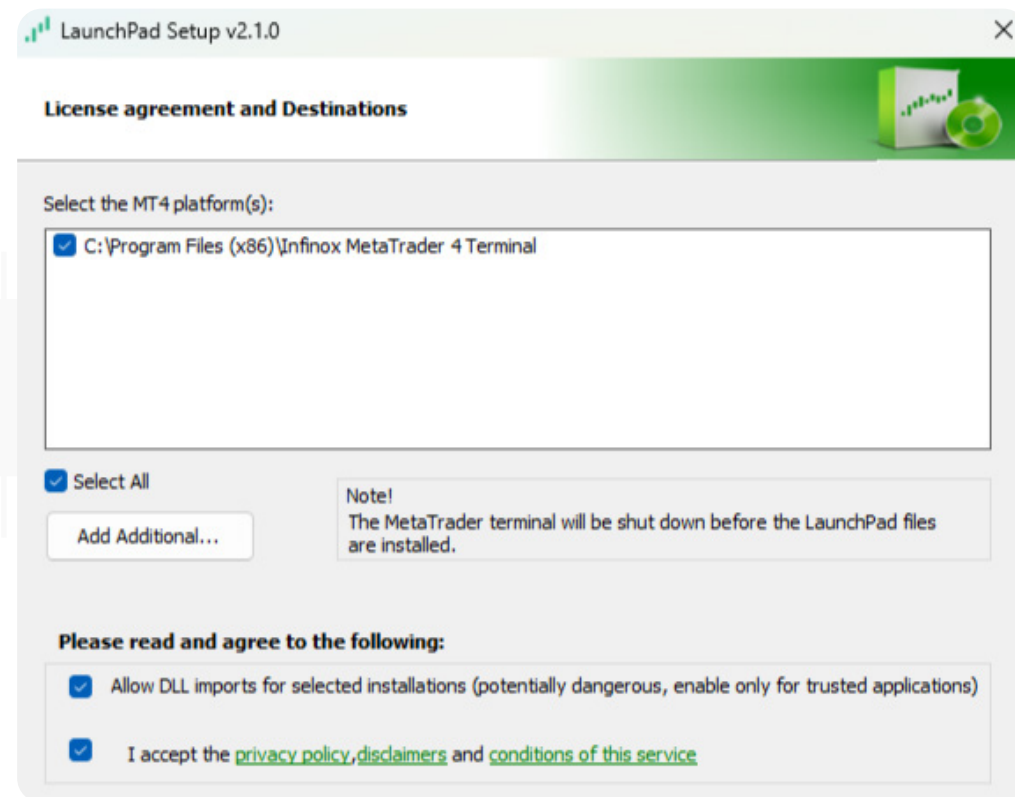 LaunchPad Setup v2.1.0
License agreement and Destinations
Select the MT4 platform(s):
C:\Program Files (x86)\Infinox MetaTrader 4 Terminal
Select All
Add Additional...
Note!
The MetaTrader terminal will be shut down before the LaunchPad files
are installed.
Please read and agree to the following:
Allow DLL imports for selected installations (potentially dangerous, enable only for trusted applications)
I accept the privacy policy,disclaimers and conditions of this service